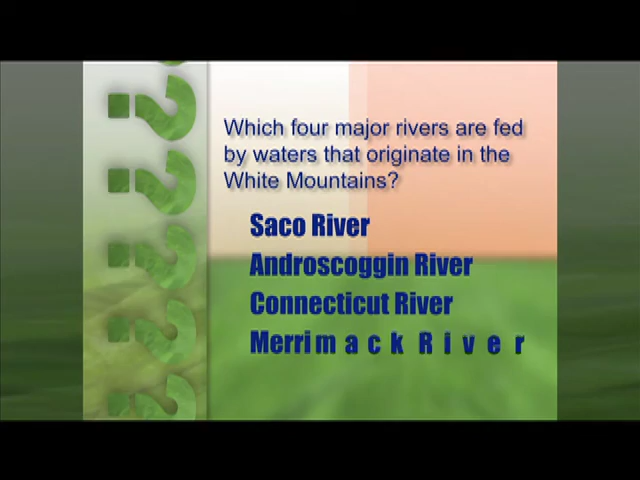 Which four major rivers are fed
by waters that originate in the
White Mountains?
Saco River
Androscoggin River
Connecticut River
Merrimack River